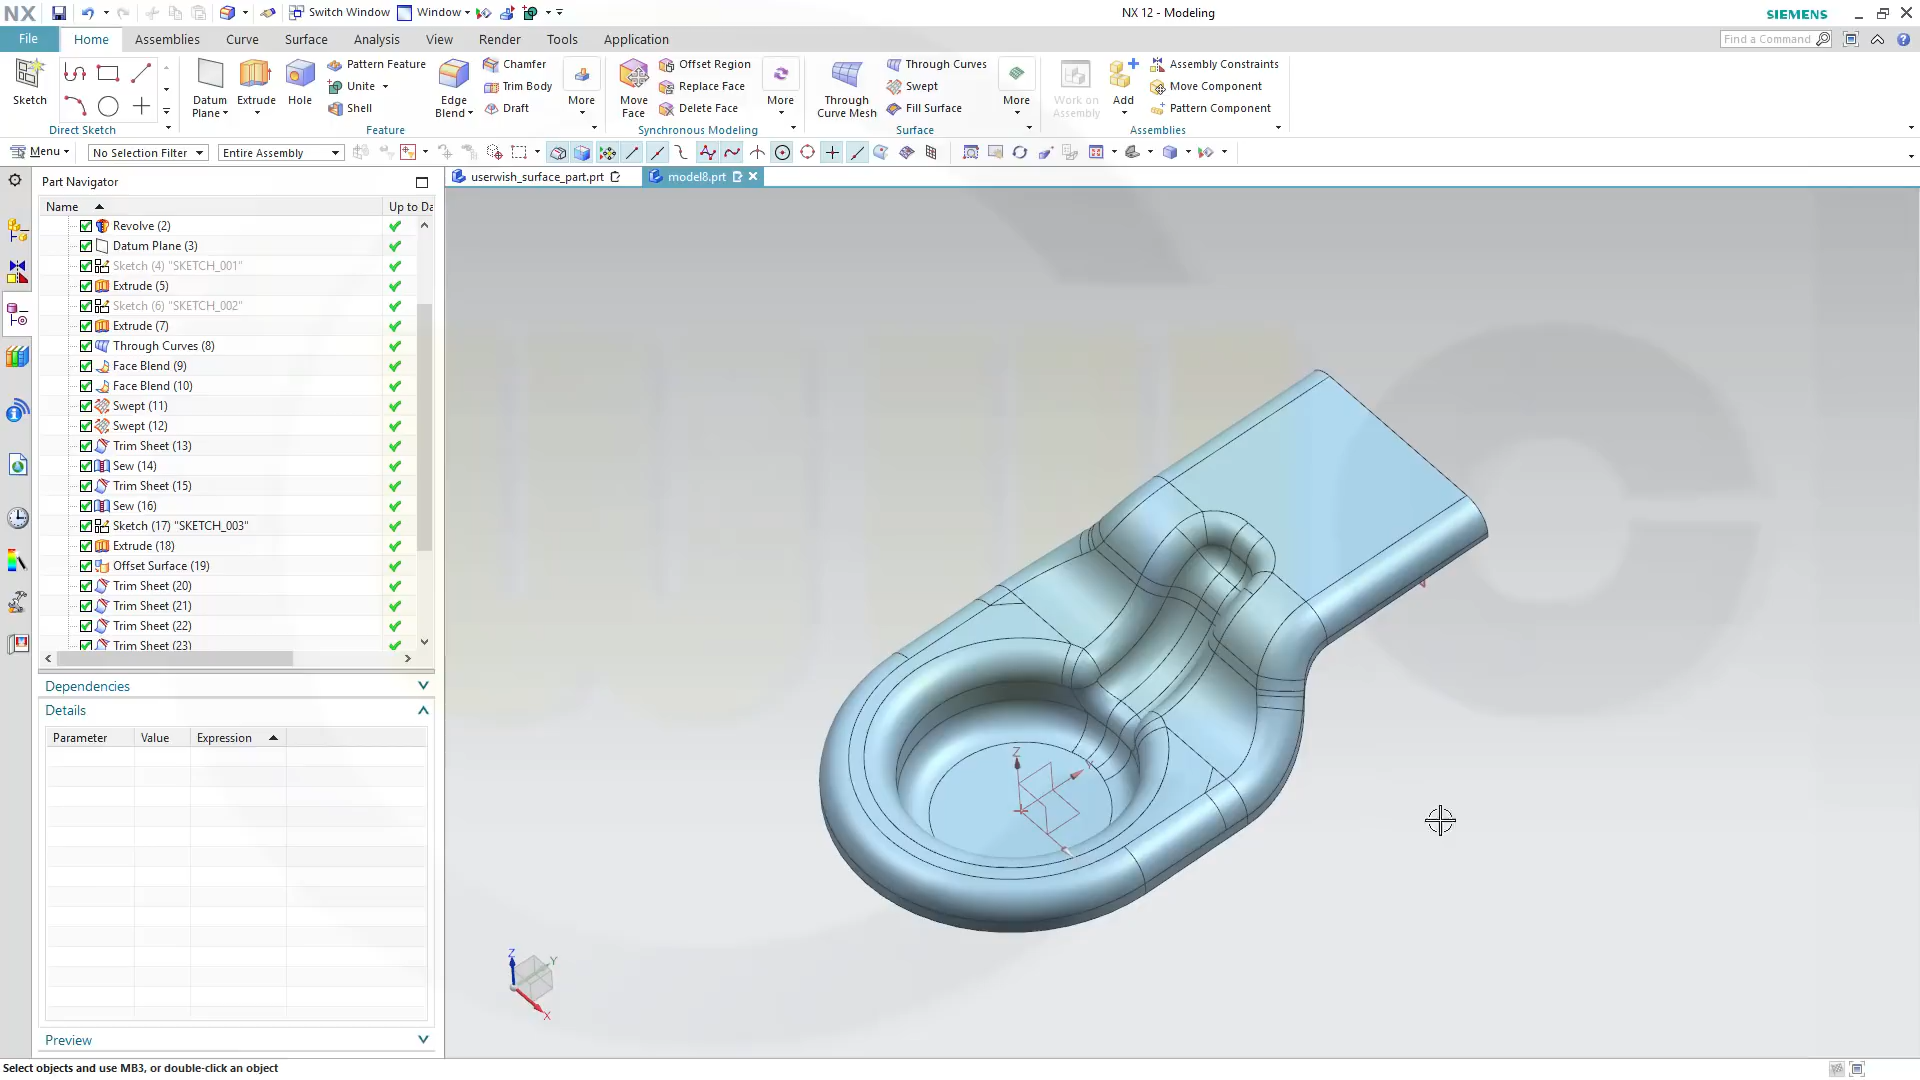 NX
Switch Window
Window
NX 12 - Modeling
SIEMENS
File
Home
Assemblies
Curve
Surface
Analysis
View
Render
Tools
Application
Find a Command
Sketch
Direct Sketch
Datum
Plane
Extrude
Hole
Pattern Feature
Unite
Shell
Edge
Blend
Chamfer
Trim Body
Draft
More
Feature
Move
Face
Offset Region
Replace Face
Delete Face
More
Synchronous Modeling
Through
Curve Mesh
Through Curves
Swept
Fill Surface
More
Surface
Work on
Assembly
Add
Assembly Constraints
Move Component
Pattern Component
Assemblies
Menu
No Selection Filter
Entire Assembly
Part Navigator
userwish_surface_part.prt
model8.prt
Name
Up to Da
Revolve (2)
Datum Plane (3)
Sketch (4) "SKETCH_001"
Extrude (5)
Sketch (6) "SKETCH_002"
Extrude (7)
Through Curves (8)
Face Blend (9)
Face Blend (10)
Swept (11)
Swept (12)
Trim Sheet (13)
Sew (14)
Trim Sheet (15)
Sew (16)
Sketch (17) "SKETCH_003"
Extrude (18)
Offset Surface (19)
Trim Sheet (20)
Trim Sheet (21)
Trim Sheet (22)
Trim Sheet (23)
Dependencies
Details
Parameter
Value
Expression
Preview
Z
Y
Z
Y
X
Select objects and use MB3, or double-click an object